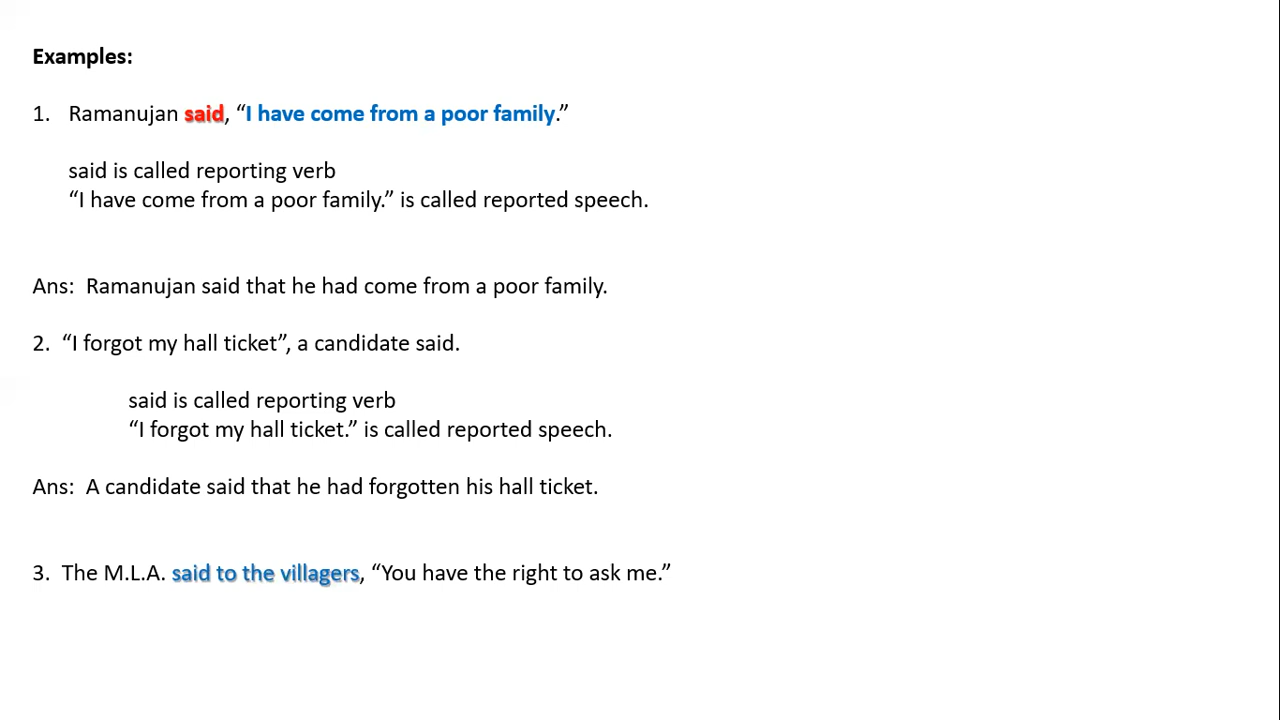 Examples:
1. Ramanujan said, “I have come from a poor family.”
said is called reporting verb
“I have come from a poor family.” is called reported speech.
Ans: Ramanujan said that he had come from a poor family.
2. “I forgot my hall ticket”, a candidate said.
said is called reporting verb
“I forgot my hall ticket.” is called reported speech.
Ans: A candidate said that he had forgotten his hall ticket.
3. The M.L.A. said to the villagers, “You have the right to ask me.”